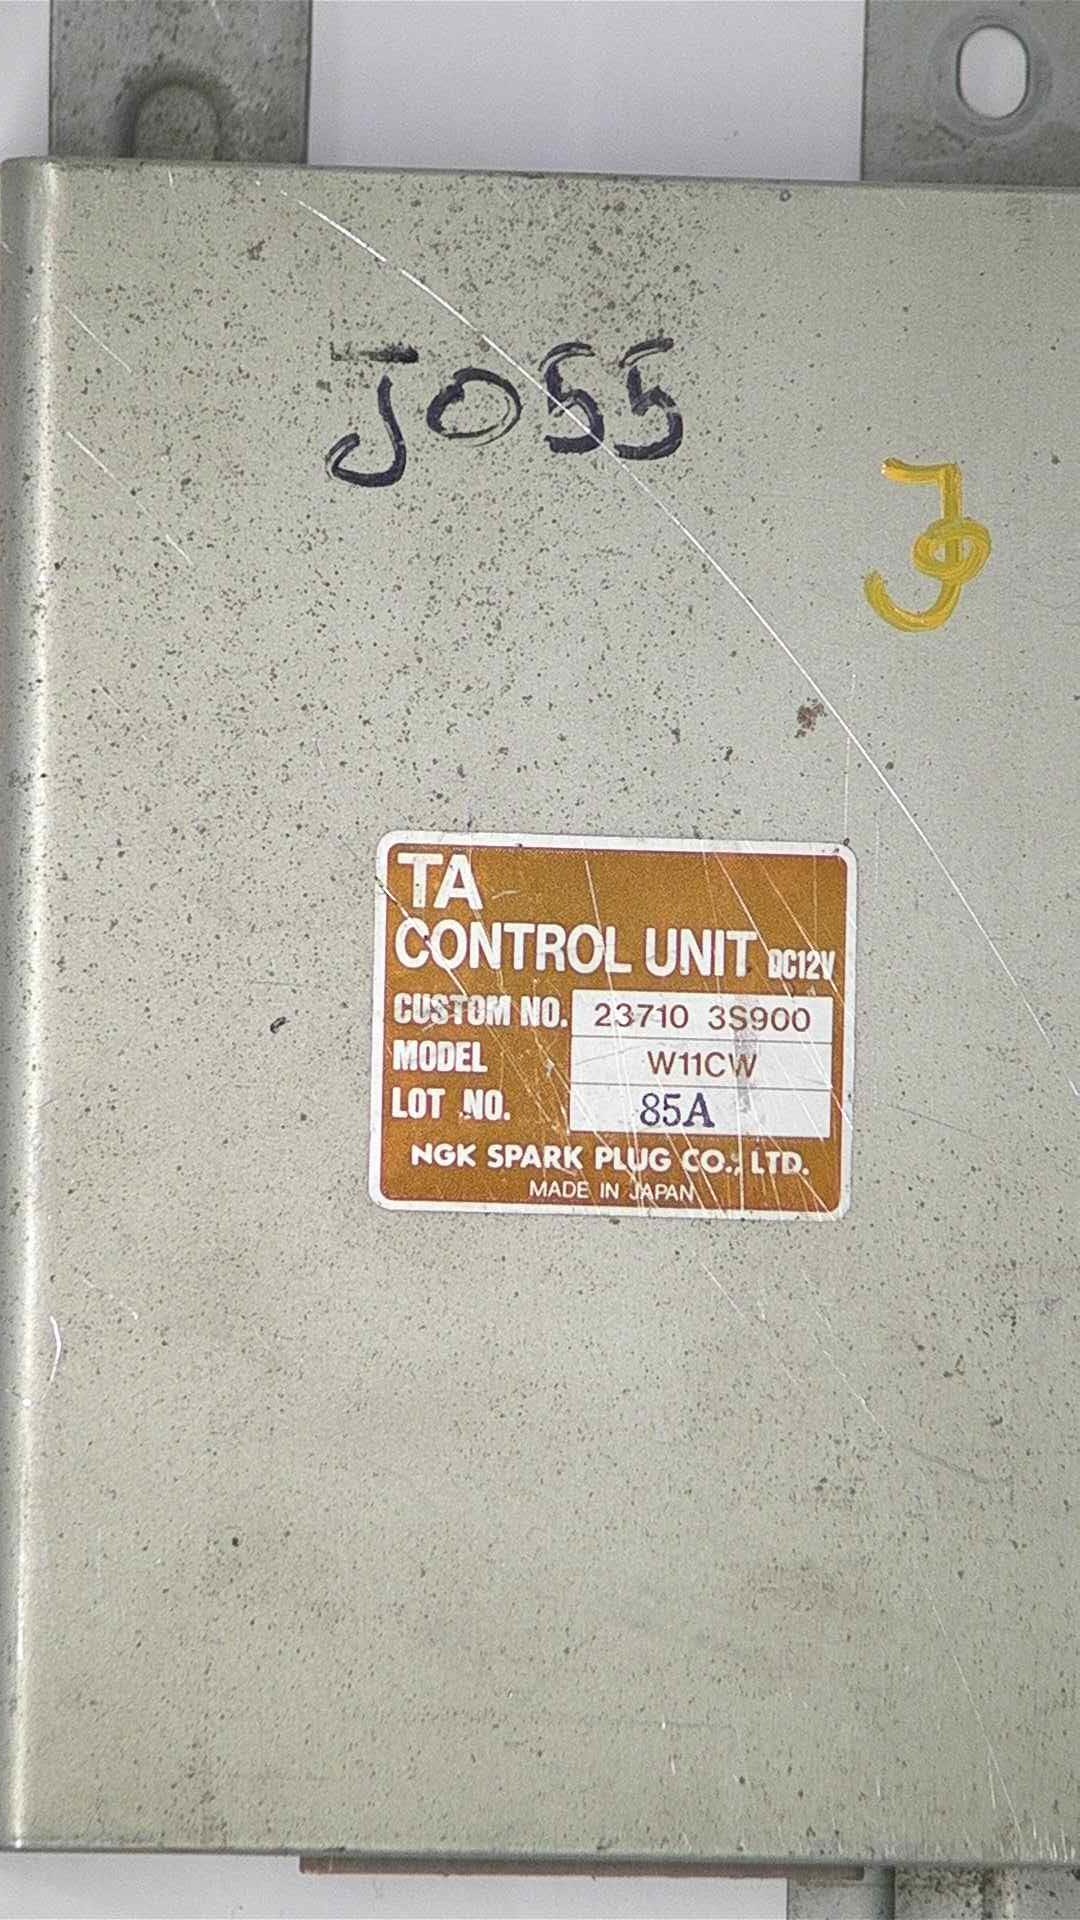 J055
TA
CONTROL UNIT DC12V
CUSTOM NO. 23710 3S900
MODEL W11CW
LOT NO. 85A
NGK SPARK PLUG CO., LTD.
MADE IN JAPAN